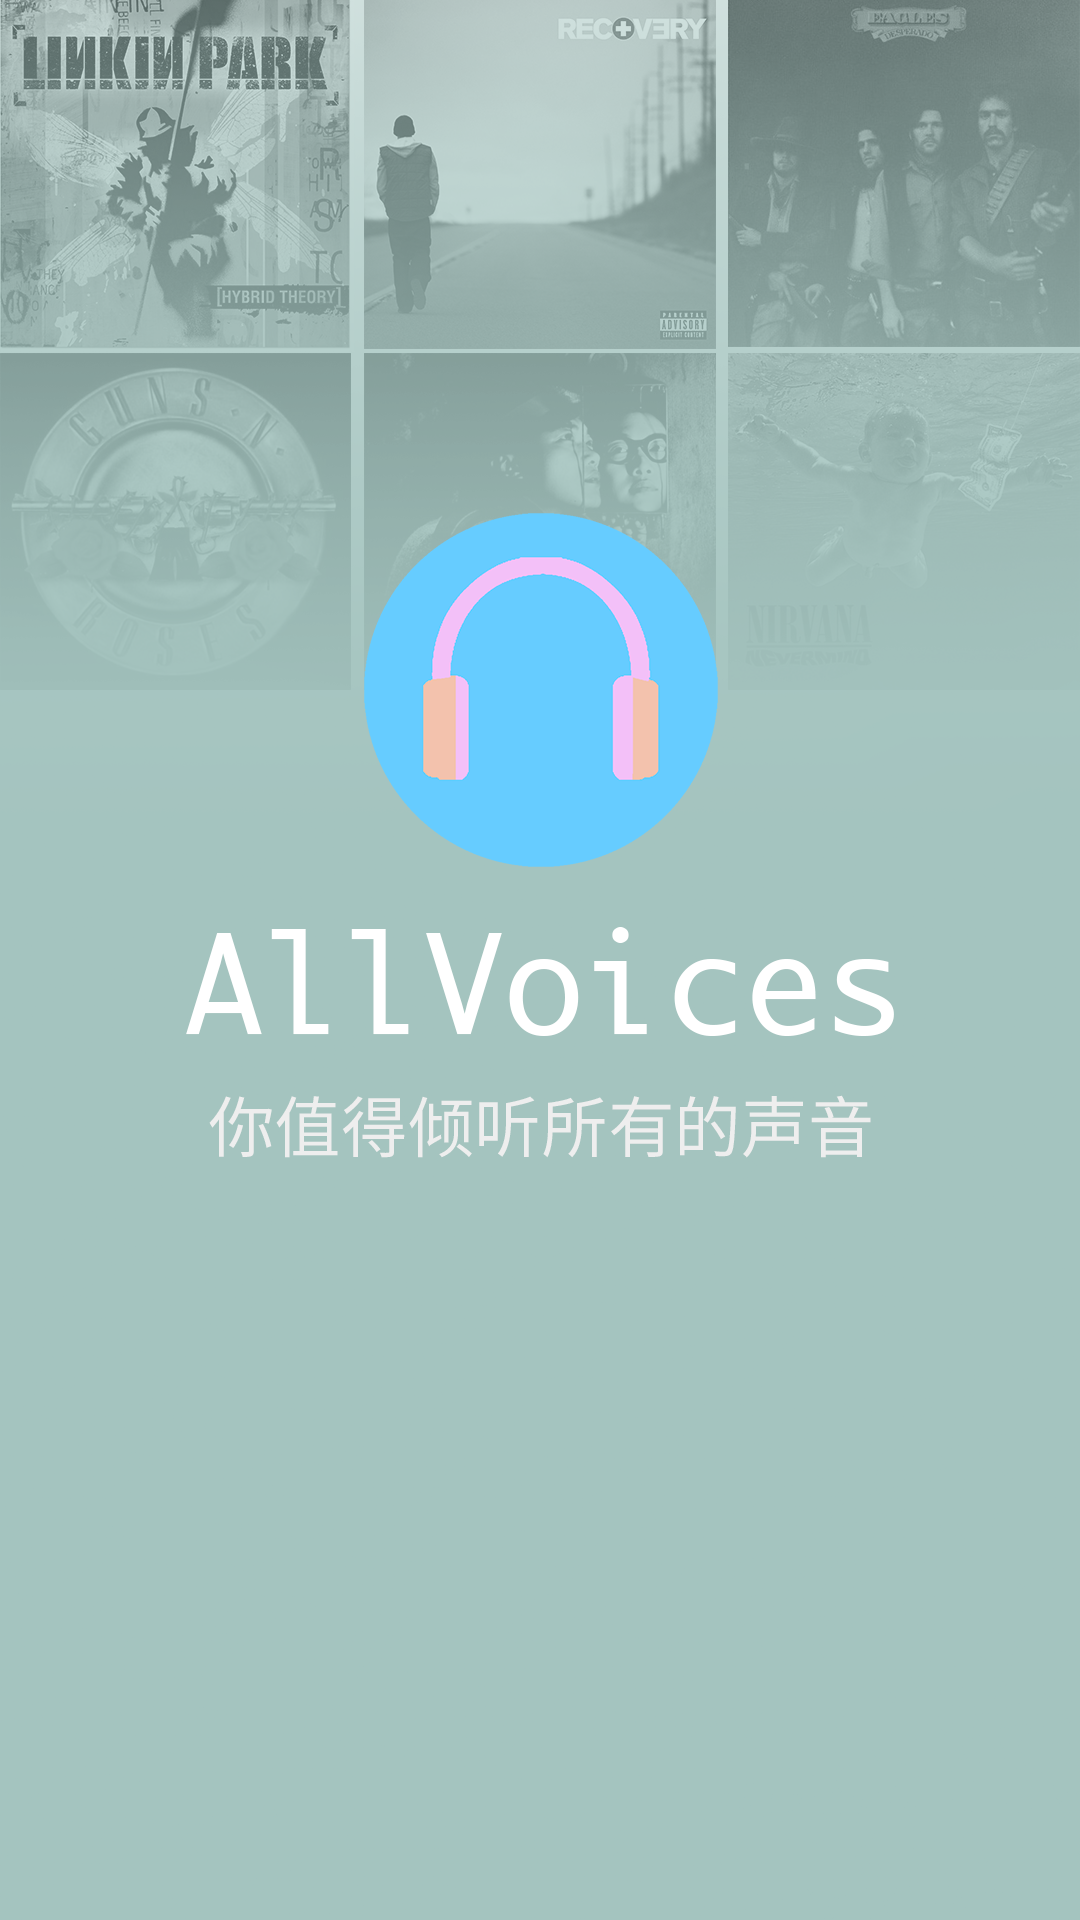 LINKIN PARK
[HYBRID THEORY]
RECOVERY
PARENTAL
ADVISORY
EXPLICIT CONTENT
EAGLES
DESPERADO
GUNS N
ROSES
NIRVANA
NEVERMIND
AllVoices
你值得倾听所有的声音